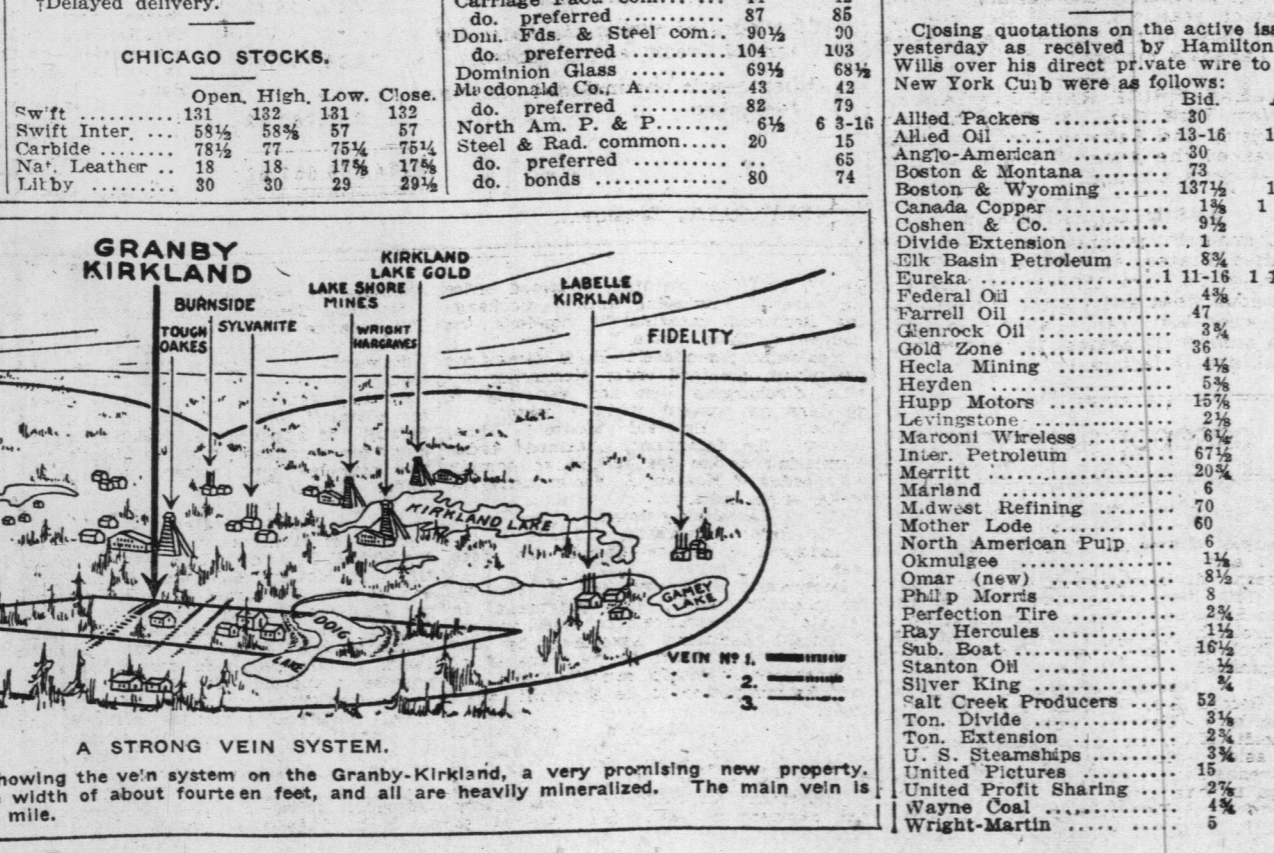 †Delayed delivery.
CHICAGO STOCKS.
Open. High. Low. Close.
Swift .......... 131 132 131 132
Swift Inter. ... 58½ 58⅜ 57 57
Carbide ........ 78½ 77 75¼ 75¼
Nat. Leather .. 18 18 17⅝ 17⅝
Libby ......... 30 30 29 29½
do. preferred .......... 87 85
Dom. Fds. & Steel com.. 90½ 90
do. preferred .......... 104 103
Dominion Glass ......... 69½ 68½
Macdonald Co., A........ 43 42
do. preferred .......... 82 79
North Am. P. & P........ 6½ 6 3-16
Steel & Rad. common..... 20 15
do. preferred .......... ... 65
do. bonds ............. 80 74
GRANBY
KIRKLAND
BURNSIDE
TOUGH
OAKES
SYLVANITE
LAKE SHORE
MINES
WRIGHT
HARGRAVES
KIRKLAND
LAKE GOLD
LABELLE
KIRKLAND
FIDELITY
KIRKLAND LAKE
GAMEY
LAKE
DOIG
LAKE
VEIN Nº 1.
" " 2.
" " 3.
A STRONG VEIN SYSTEM.
howing the vein system on the Granby-Kirkland, a very promising new property.
width of about fourteen feet, and all are heavily mineralized. The main vein is
mile.
Closing quotations on the active
yesterday as received by Hamilton
Wills over his direct private wire to
New York Curb were as follows:
Bid.
Allied Packers ........... 30
Allied Oil ............... 13-16 1
Anglo-American .......... 30
Boston & Montana ....... 73
Boston & Wyoming ...... 137½ 1
Canada Copper .......... 1⅜ 1
Coshen & Co. ........... 9½
Divide Extension ........ 1
Elk Basin Petroleum .... 8¾
Eureka .................1 11-16 1 1
Federal Oil ............. 4⅜
Farrell Oil ............. 47
Glenrock Oil ............ 3¾
Gold Zone .............. 36
Hecla Mining ........... 4⅛
Heyden ................ 5⅜
Hupp Motors ........... 15⅞
Levingstone ............ 2⅛
Marconi Wireless ....... 6¼
Inter. Petroleum ........ 67½
Merritt ................ 20¾
Marland ............... 6
Midwest Refining ....... 70
Mother Lode ........... 60
North American Pulp ... 6
Okmulgee .............. 1⅛
Omar (new) ............ 8½
Philip Morris ........... 8
Perfection Tire ......... 2¾
Ray Hercules ........... 1½
Sub. Boat .............. 16½
Stanton Oil ............. ½
Silver King ............. ¾
Salt Creek Producers .... 52
Ton. Divide ............ 3⅛
Ton. Extension ......... 2¾
U. S. Steamships ........ 3¾
United Pictures ......... 15
United Profit Sharing .... 2⅞
Wayne Coal ............ 4¾
Wright-Martin ..... ..... 5